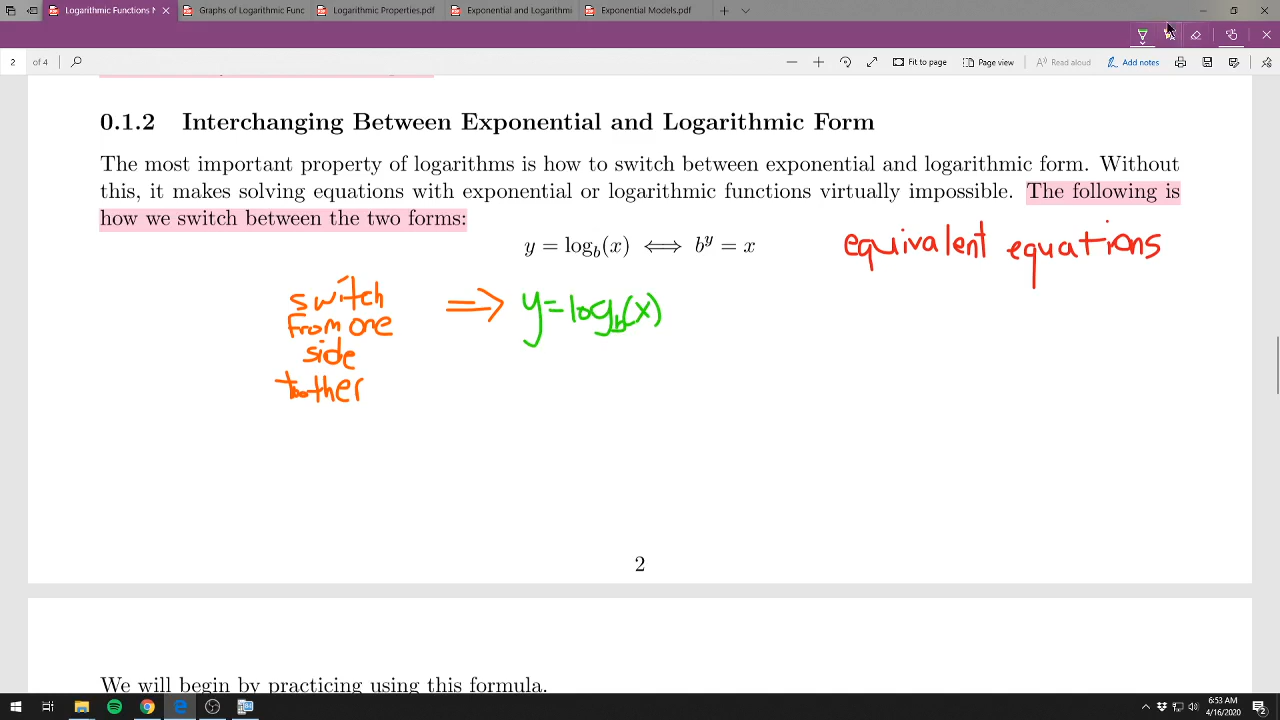 Logarithmic Functions N
Graphs of Logarithmic Func
Logarithmic Properties.pdf
Exponential and Logarithmi
Exponential Models.pdf
2 of 4
Fit to page
Page view
Read aloud
Add notes
0.1.2 Interchanging Between Exponential and Logarithmic Form
The most important property of logarithms is how to switch between exponential and logarithmic form. Without
this, it makes solving equations with exponential or logarithmic functions virtually impossible. The following is
how we switch between the two forms:
y = log_b(x) ⟺ b^y = x
equivalent equations
switch
from one
side
to other
⇒ y=log_b(x)
2
We will begin by practicing using this formula.
6:53 AM
4/16/2020
2